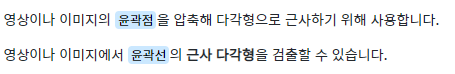 영상이나 이미지의 윤곽점을 압축해 다각형으로 근사하기 위해 사용합니다.
영상이나 이미지에서 윤곽선의 근사 다각형을 검출할 수 있습니다.